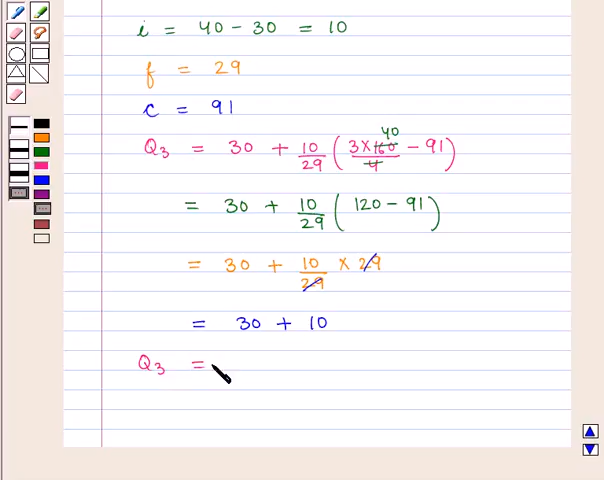 i = 40 - 30 = 10
f = 29
c = 91
Q₃ = 30 + 10/29 ( 3 × 160/4 40 - 91 )
= 30 + 10/29 ( 120 - 91 )
= 30 + 10/29 × 29
= 30 + 10
Q₃ =